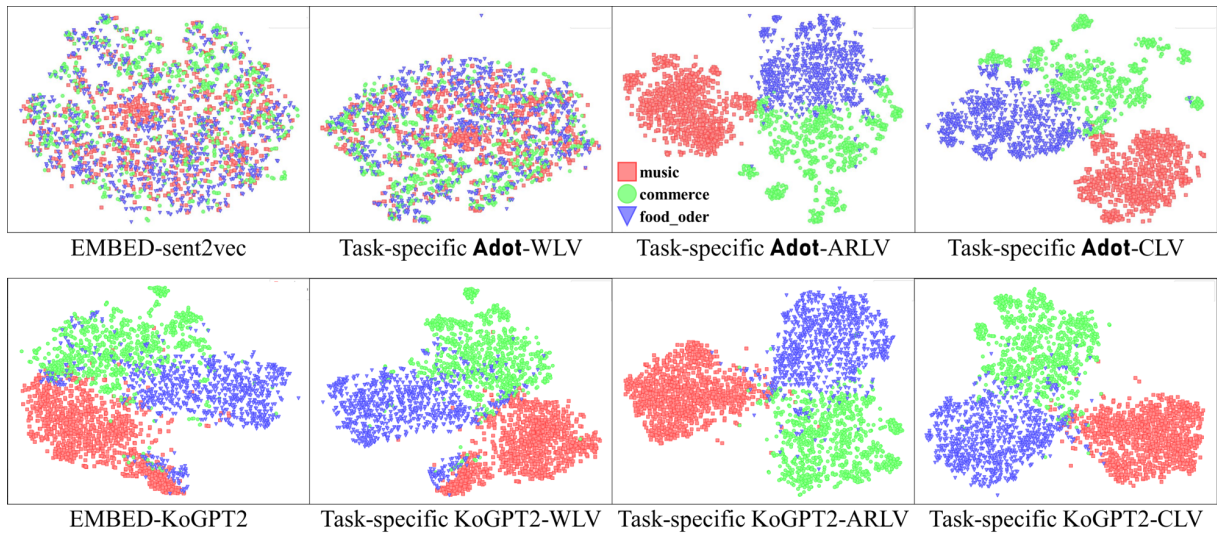 music
commerce
food_oder
EMBED-sent2vec
Task-specific Adot-WLV
Task-specific Adot-ARLV
Task-specific Adot-CLV
EMBED-KoGPT2
Task-specific KoGPT2-WLV
Task-specific KoGPT2-ARLV
Task-specific KoGPT2-CLV